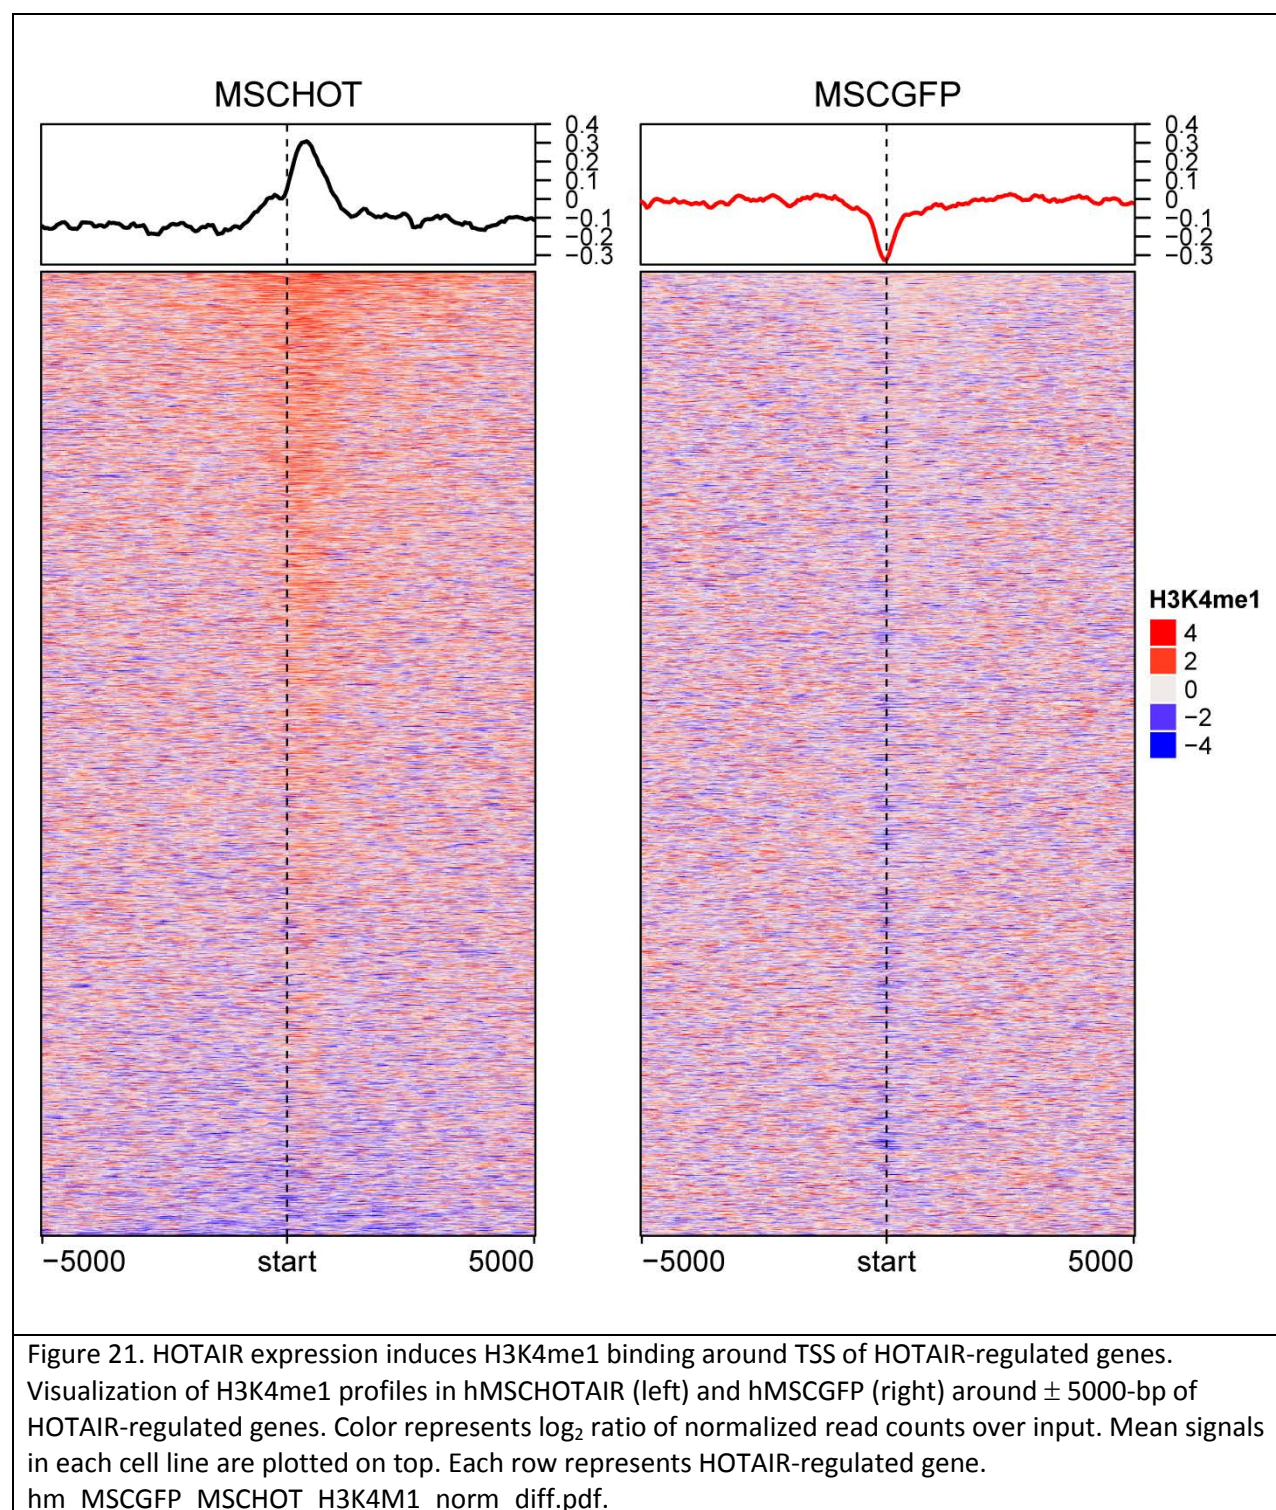 MSCHOT
MSCGFP
0.4
0.3
0.2
0.1
0
−0.1
−0.2
−0.3
0.4
0.3
0.2
0.1
0
−0.1
−0.2
−0.3
H3K4me1
4
2
0
−2
−4
−5000 start 5000
−5000 start 5000
Figure 21. HOTAIR expression induces H3K4me1 binding around TSS of HOTAIR-regulated genes.
Visualization of H3K4me1 profiles in hMSCHOTAIR (left) and hMSCGFP (right) around ± 5000-bp of
HOTAIR-regulated genes. Color represents log₂ ratio of normalized read counts over input. Mean signals
in each cell line are plotted on top. Each row represents HOTAIR-regulated gene.
hm_MSCGFP_MSCHOT_H3K4M1_norm_diff.pdf.